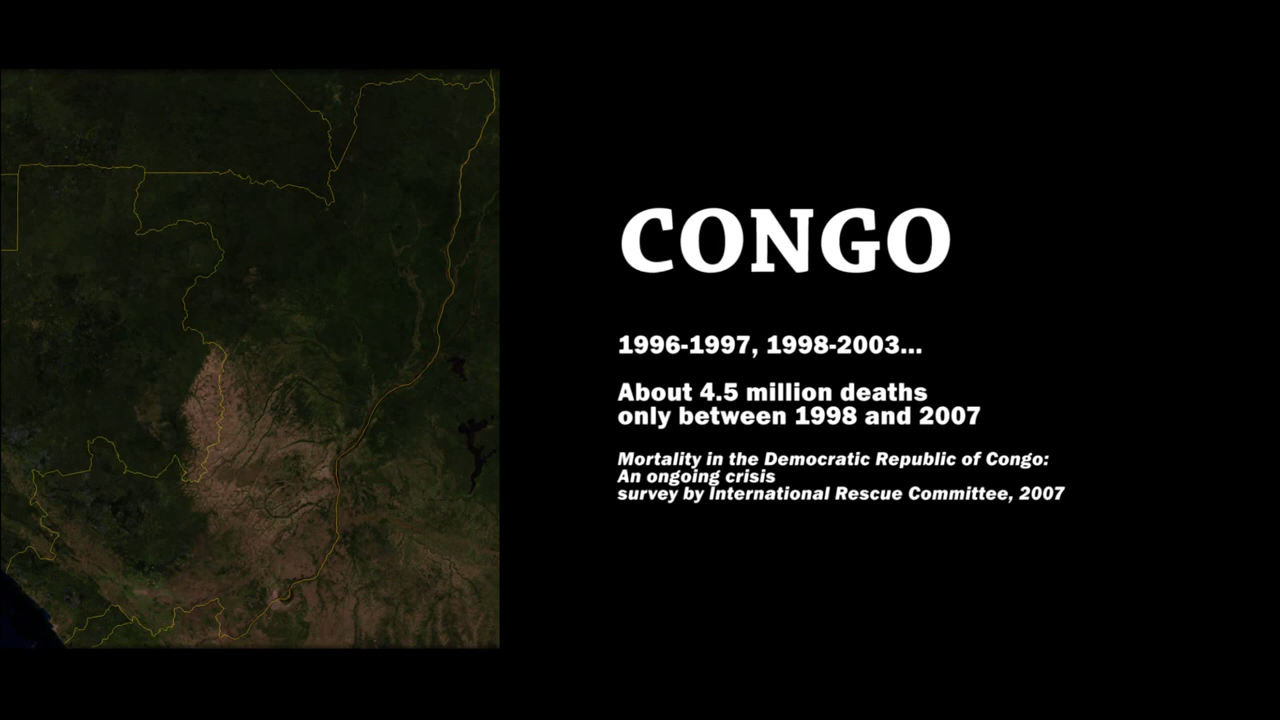 CONGO
1996-1997, 1998-2003...
About 4.5 million deaths
only between 1998 and 2007
Mortality in the Democratic Republic of Congo:
An ongoing crisis
survey by International Rescue Committee, 2007